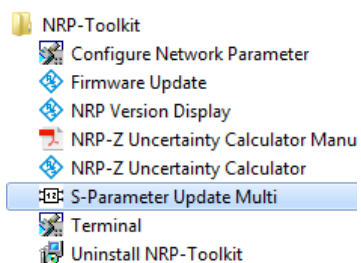 NRP-Toolkit
Configure Network Parameter
Firmware Update
NRP Version Display
NRP-Z Uncertainty Calculator Manu
NRP-Z Uncertainty Calculator
S-Parameter Update Multi
Terminal
Uninstall NRP-Toolkit